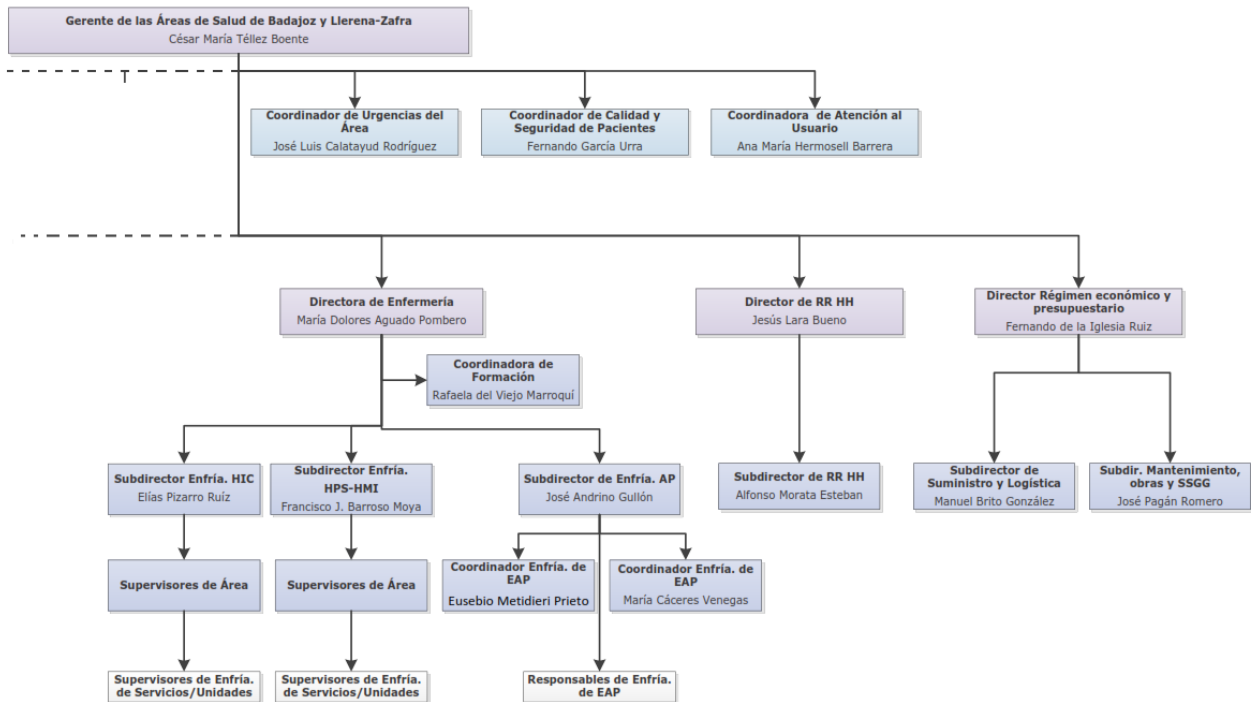 Gerente de las Áreas de Salud de Badajoz y Llerena-Zafra
César María Téllez Boente
Coordinador de Urgencias del
Área
José Luis Calatayud Rodríguez
Coordinador de Calidad y
Seguridad de Pacientes
Fernando García Urra
Coordinadora de Atención al
Usuario
Ana María Hermosell Barrera
Directora de Enfermería
María Dolores Aguado Pombero
Director de RR HH
Jesús Lara Bueno
Director Régimen económico y
presupuestario
Fernando de la Iglesia Ruiz
Coordinadora de
Formación
Rafaela del Viejo Marroquí
Subdirector Enfría. HIC
Elías Pizarro Ruíz
Subdirector Enfría.
HPS-HMI
Francisco J. Barroso Moya
Subdirector de Enfría. AP
José Andrino Gullón
Subdirector de RR HH
Alfonso Morata Esteban
Subdirector de
Suministro y Logística
Manuel Brito González
Subdir. Mantenimiento,
obras y SSGG
José Pagán Romero
Supervisores de Área
Supervisores de Área
Coordinador Enfría. de
EAP
Eusebio Metidieri Prieto
Coordinador Enfría. de
EAP
María Cáceres Venegas
Supervisores de Enfría.
de Servicios/Unidades
Supervisores de Enfría.
de Servicios/Unidades
Responsables de Enfría.
de EAP